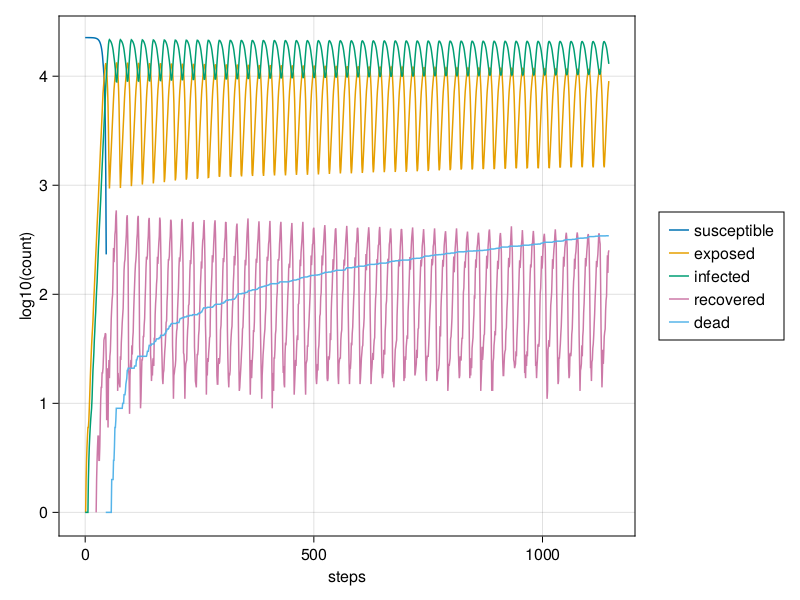 4
3
2
1
0
log10(count)
0
500
1000
steps
susceptible
exposed
infected
recovered
dead